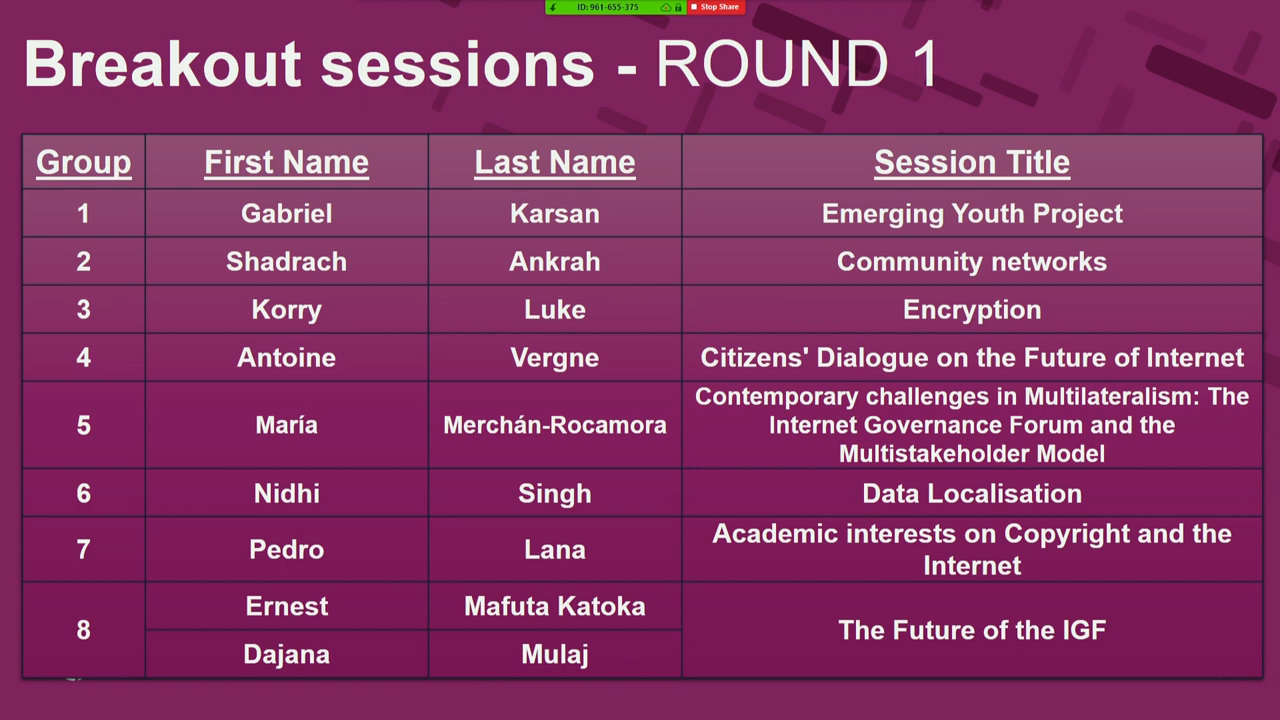 ID: 961-655-375 Stop Share
Breakout sessions - ROUND 1
Group First Name Last Name Session Title
1 Gabriel Karsan Emerging Youth Project
2 Shadrach Ankrah Community networks
3 Korry Luke Encryption
4 Antoine Vergne Citizens' Dialogue on the Future of Internet
5 María Merchán-Rocamora Contemporary challenges in Multilateralism: The
Internet Governance Forum and the
Multistakeholder Model
6 Nidhi Singh Data Localisation
7 Pedro Lana Academic interests on Copyright and the
Internet
8 Ernest Mafuta Katoka The Future of the IGF
Dajana Mulaj